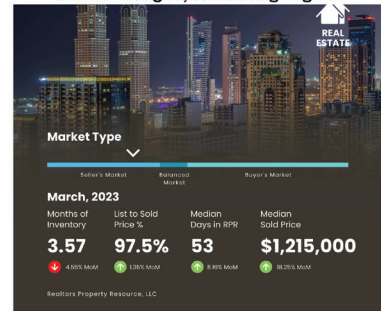 REAL
ESTATE
Market Type
Seller's Market
Balanced
Market
Buyer's Market
March, 2023
Months of
Inventory
3.57
4.55% MoM
List to Sold
Price %
97.5%
1.35% MoM
Median
Days in RPR
53
8.16% MoM
Median
Sold Price
$1,215,000
18.25% MoM
Realtors Property Resource, LLC